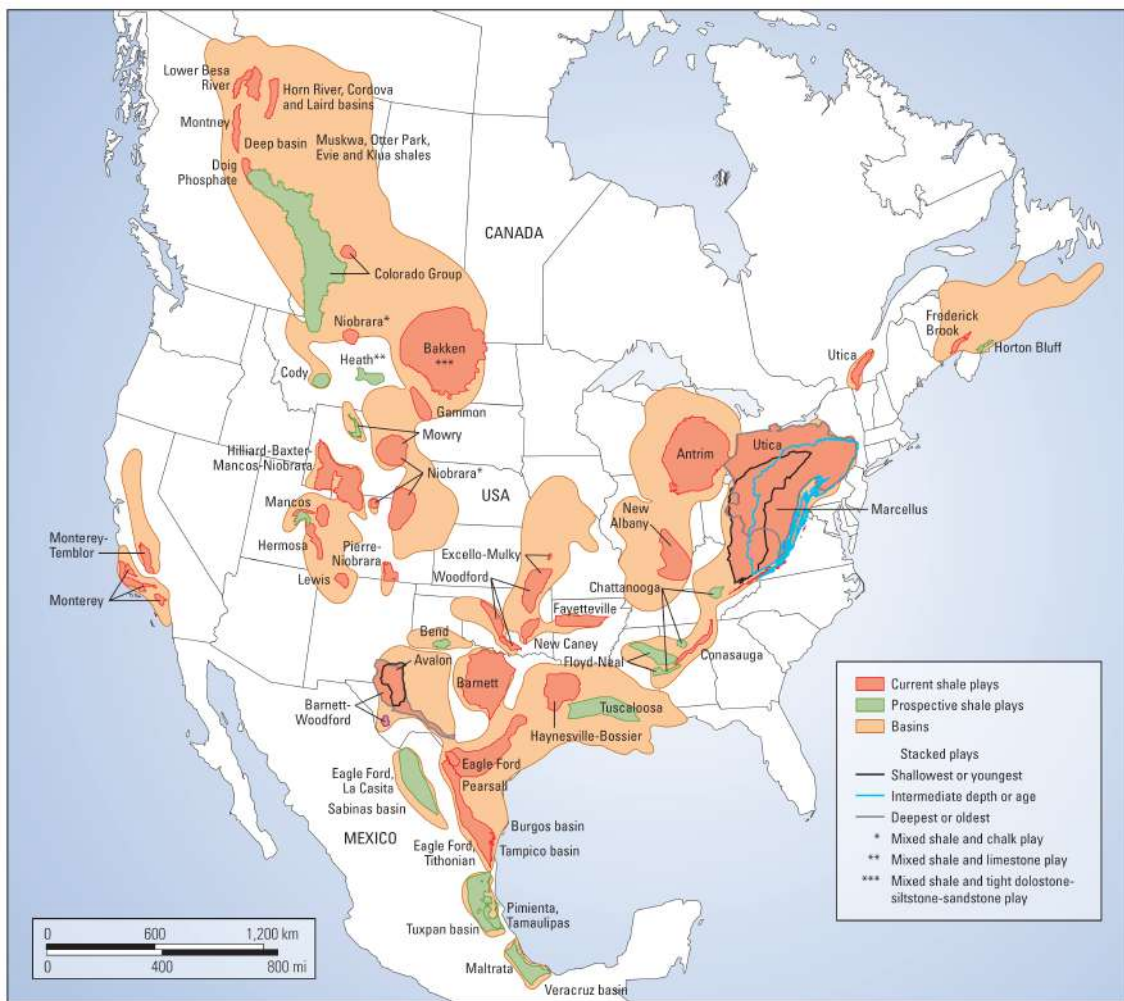 Lower Besa
River
Horn River, Cordova
and Laird basins
Montney
Deep basin
Muskwa, Otter Park,
Evie and Klua shales
Doig
Phosphate
CANADA
Colorado Group
Niobrara*
Bakken
***
Heath**
Cody
Gammon
Mowry
Hilliard-Baxter-
Mancos-Niobrara
Niobrara*
USA
Mancos
Hermosa
Pierre-
Niobrara
Lewis
Monterey-
Temblor
Monterey
Frederick
Brook
Horton Bluff
Utica
Utica
Antrim
Marcellus
New
Albany
Excello-Mulky
Woodford
Chattanooga
Fayetteville
Bend
New Caney
Floyd-Neal
Conasauga
Avalon
Barnett
Barnett-
Woodford
Tuscaloosa
Haynesville-Bossier
Eagle Ford
Pearsall
Eagle Ford,
La Casita
Sabinas basin
MEXICO
Burgos basin
Eagle Ford,
Tithonian
Tampico basin
Pimienta,
Tamaulipas
Tuxpan basin
Maltrata
Veracruz basin
Current shale plays
Prospective shale plays
Basins
Stacked plays
Shallowest or youngest
Intermediate depth or age
Deepest or oldest
* Mixed shale and chalk play
** Mixed shale and limestone play
*** Mixed shale and tight dolostone-
siltstone-sandstone play
0 600 1,200 km
0 400 800 mi